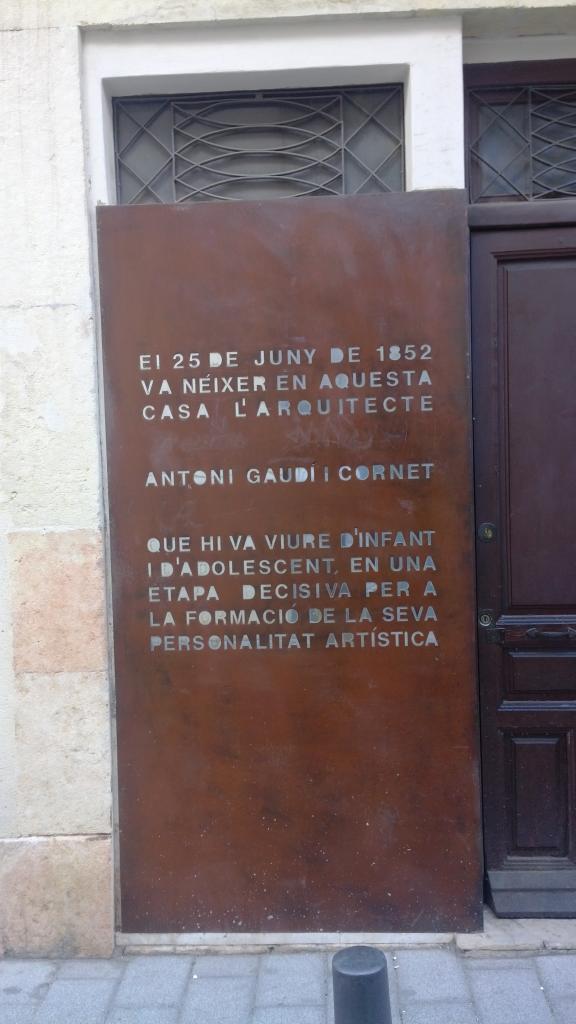 El 25 DE JUNY DE 1852
VA NÉIXER EN AQUESTA
CASA L'ARQUITECTE
ANTONI GAUDÍ I CORNET
QUE HI VA VIURE D'INFANT
I D'ADOLESCENT, EN UNA
ETAPA DECISIVA PER A
LA FORMACIÓ DE LA SEVA
PERSONALITAT ARTÍSTICA